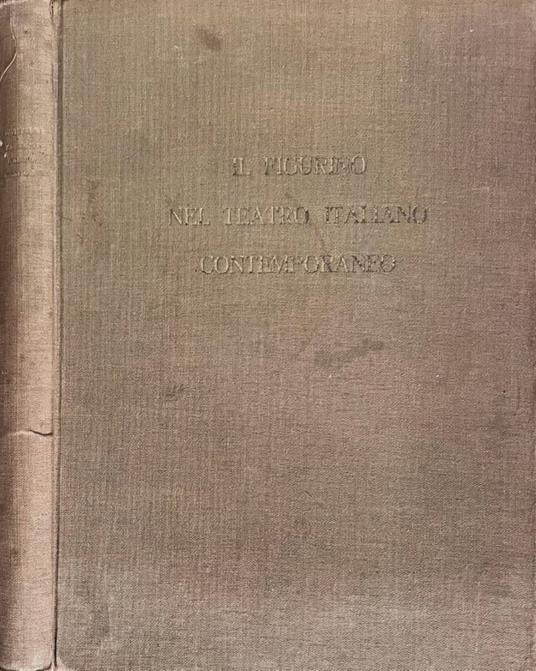 IL FIGURINO
NEL TEATRO ITALIANO
CONTEMPORANEO